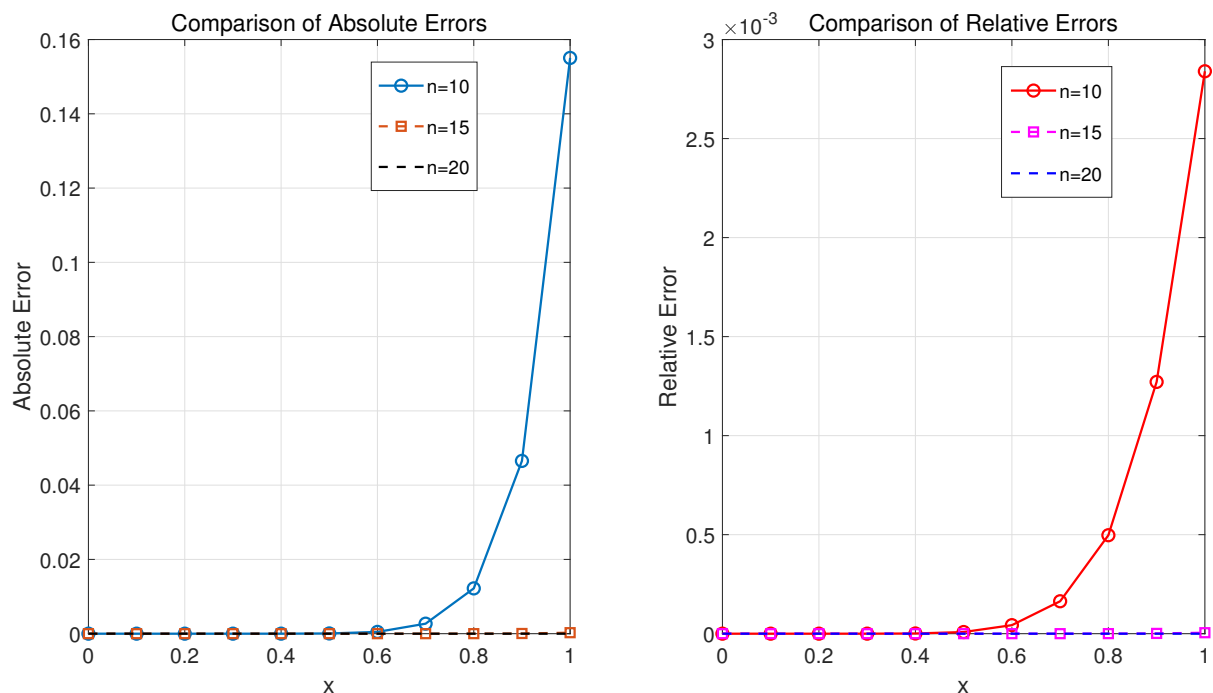 Comparison of Absolute Errors
0.16
0.14
0.12
0.1
0.08
0.06
0.04
0.02
0
Absolute Error
n=10
n=15
n=20
0 0.2 0.4 0.6 0.8 1
x
Comparison of Relative Errors
×10⁻³
3
2.5
2
1.5
1
0.5
0
Relative Error
n=10
n=15
n=20
0 0.2 0.4 0.6 0.8 1
x